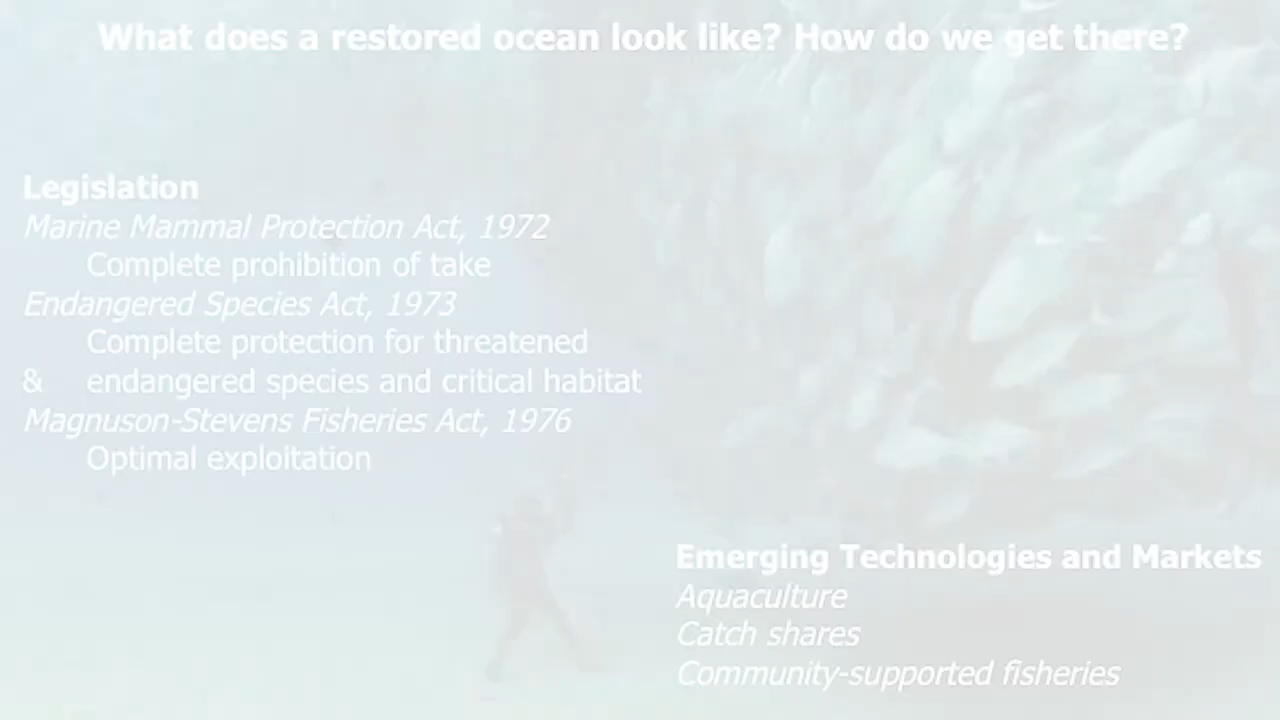 What does a restored ocean look like? How do we get there?
Legislation
Marine Mammal Protection Act, 1972
Complete prohibition of take
Endangered Species Act, 1973
Complete protection for threatened
& endangered species and critical habitat
Magnuson-Stevens Fisheries Act, 1976
Optimal exploitation
Emerging Technologies and Markets
Aquaculture
Catch shares
Community-supported fisheries